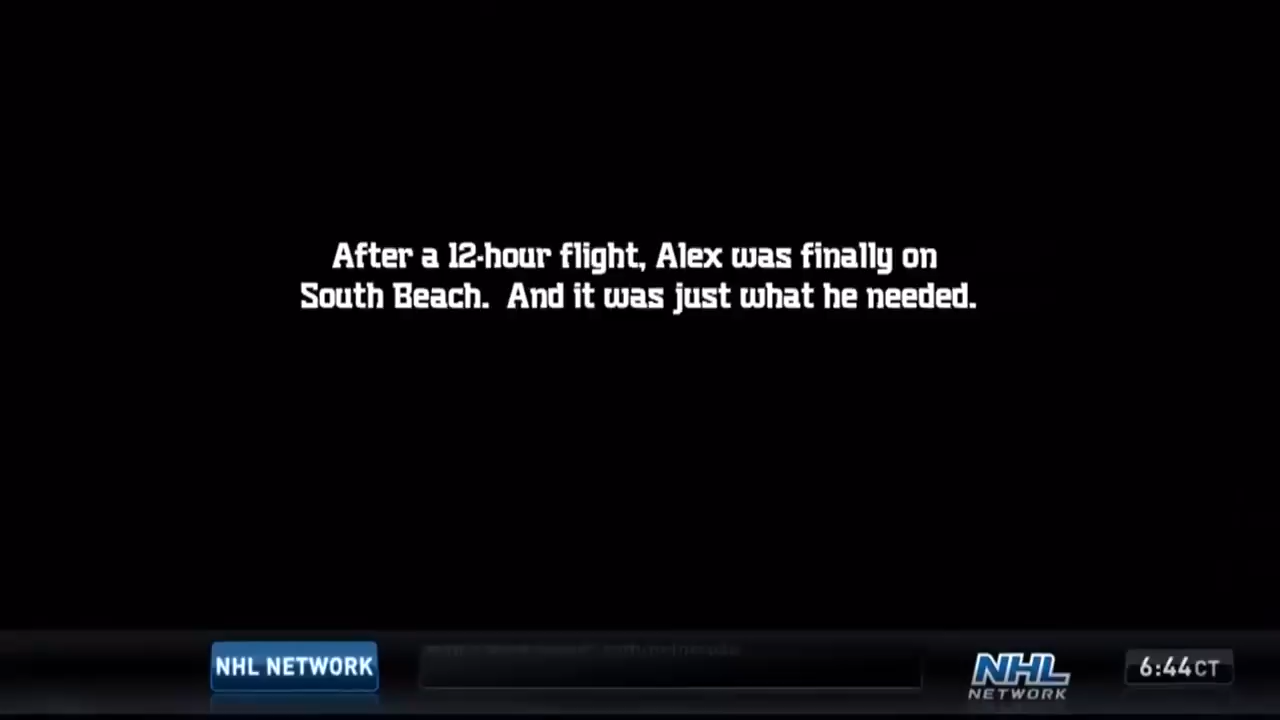 After a 12-hour flight, Alex was finally on
South Beach.  And it was just what he needed.
NHL NETWORK
NHL
NETWORK
6:44CT